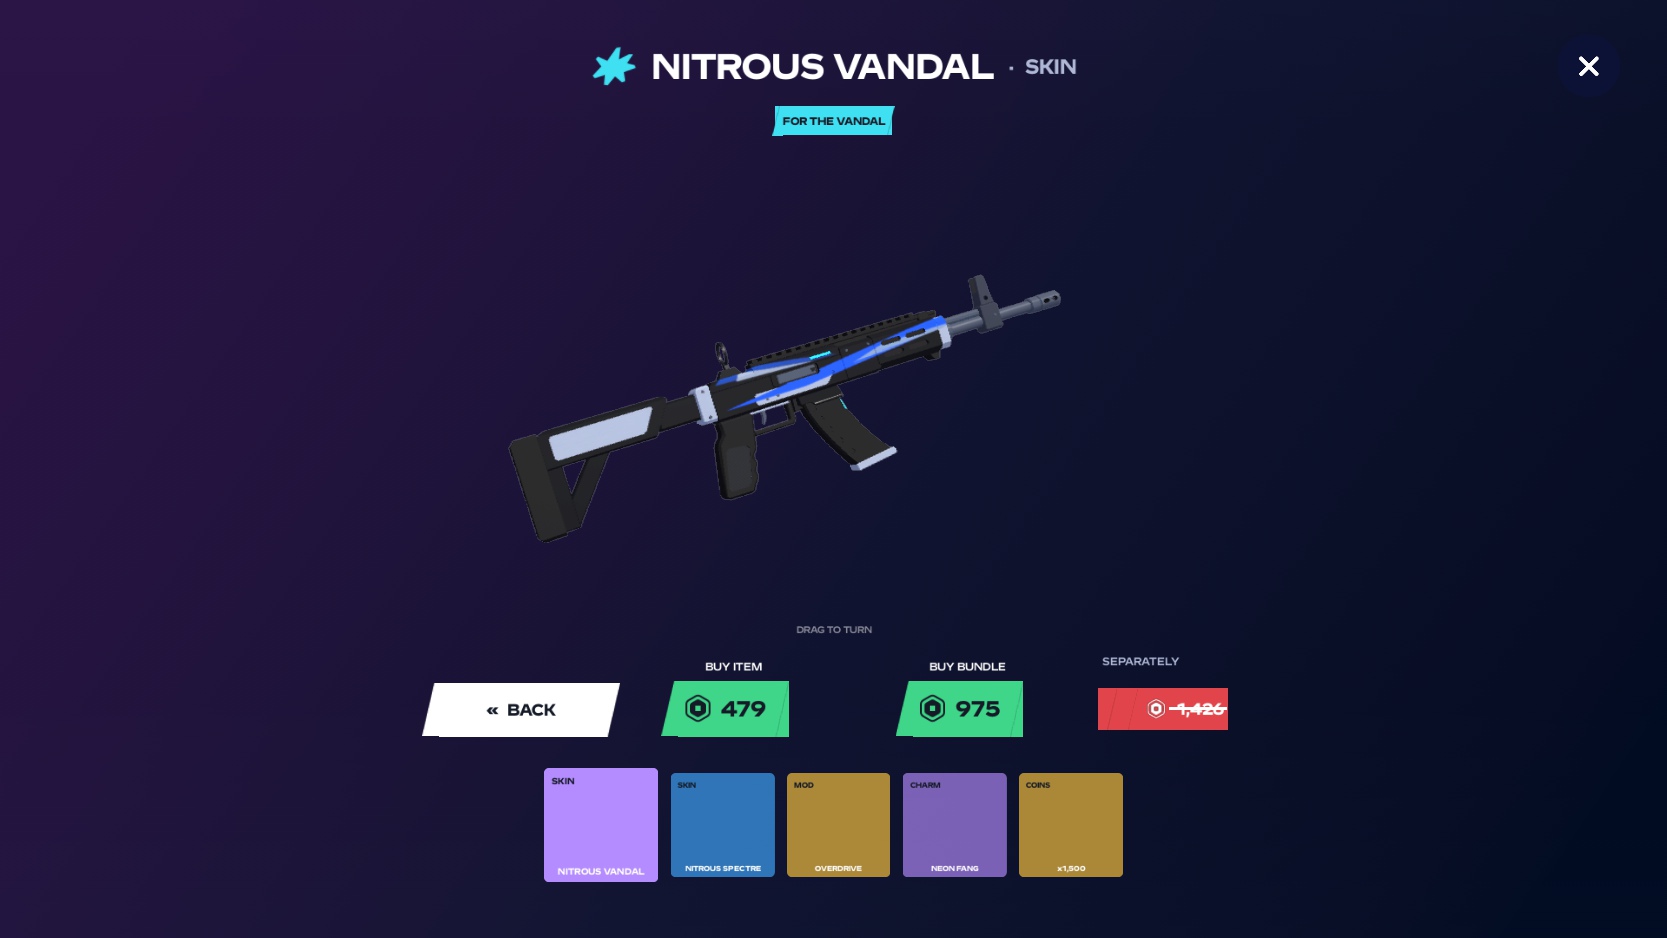 NITROUS VANDAL · SKIN
FOR THE VANDAL
DRAG TO TURN
BUY ITEM
BUY BUNDLE
SEPARATELY
« BACK
479
975
1,426
SKIN
NITROUS VANDAL
SKIN
NITROUS SPECTRE
MOD
OVERDRIVE
CHARM
NEON FANG
COINS
x1,500